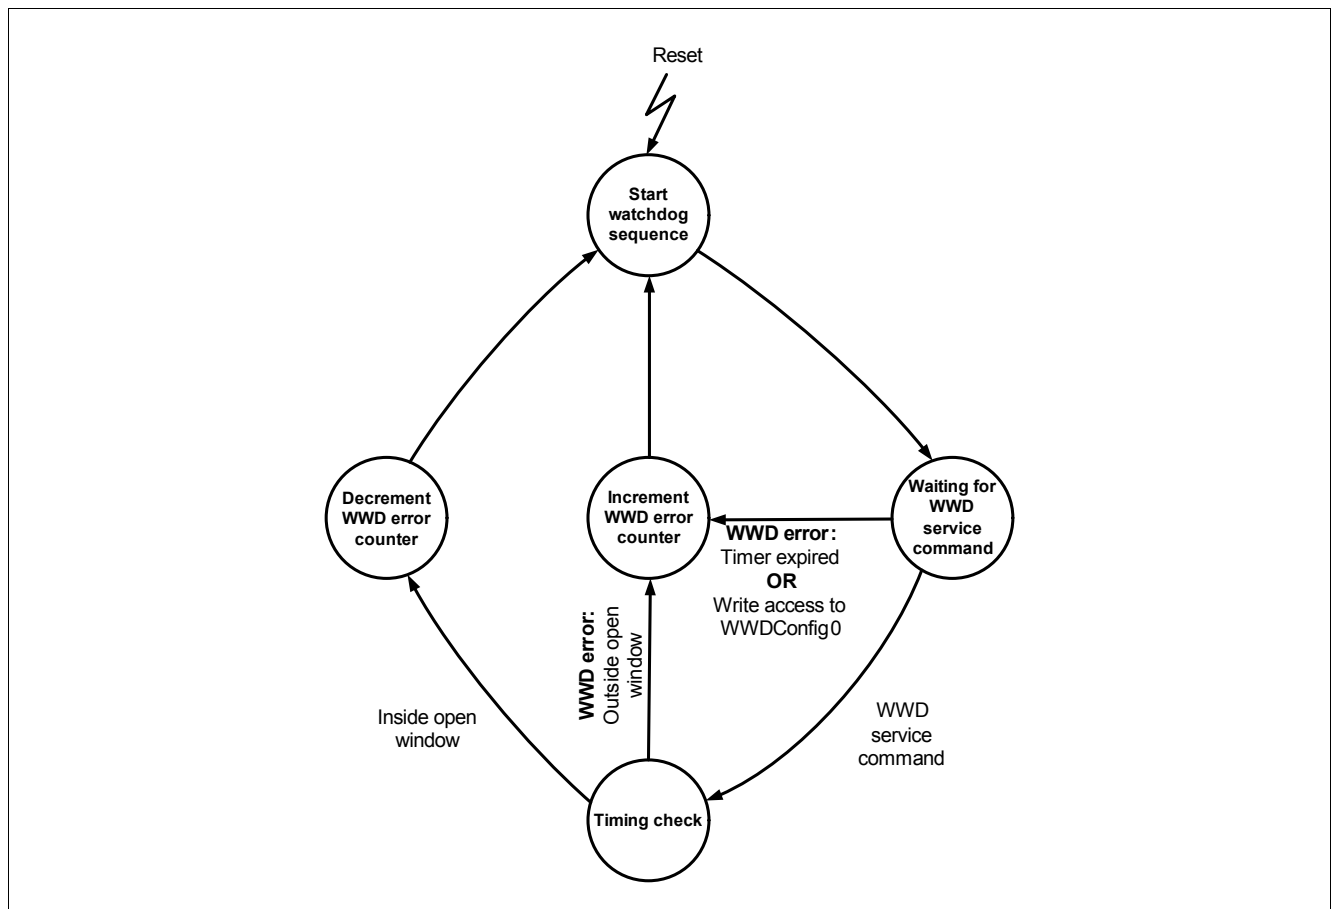 Reset
Start
watchdog
sequence
Decrement
WWD error
counter
Increment
WWD error
counter
Waiting for
WWD
service
command
WWD error:
Timer expired
OR
Write access to
WWDConfig0
WWD error:
Outside open
window
Inside open
window
WWD
service
command
Timing check